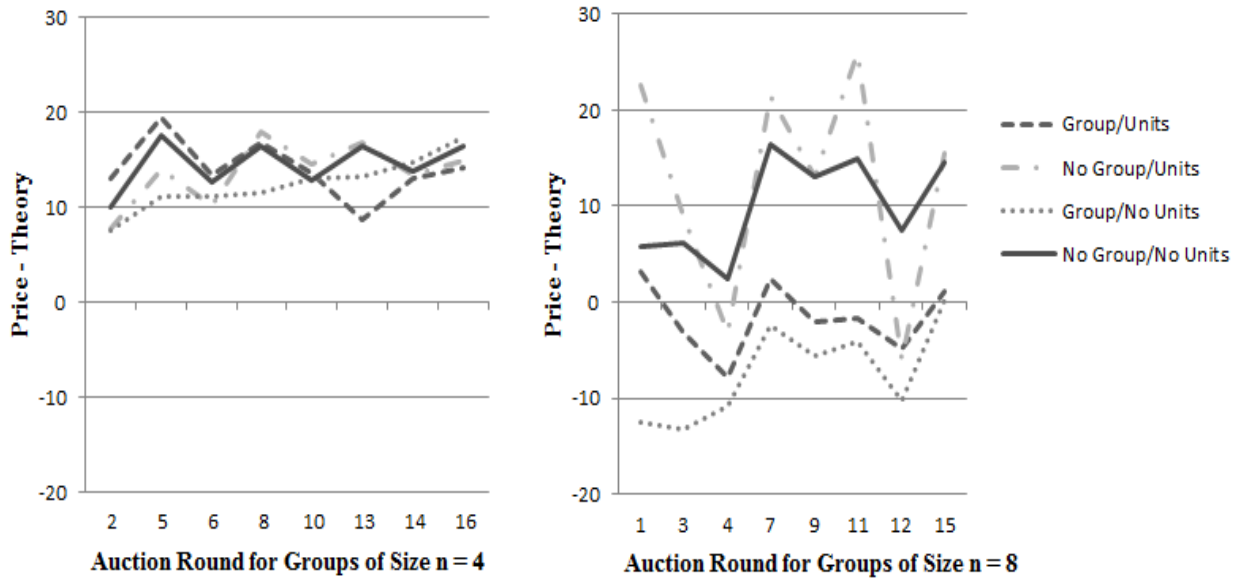 30
20
10
0
-10
-20
Price - Theory
2 5 6 8 10 13 14 16
Auction Round for Groups of Size n = 4
30
20
10
0
-10
-20
Price - Theory
1 3 4 7 9 11 12 15
Auction Round for Groups of Size n = 8
Group/Units
No Group/Units
Group/No Units
No Group/No Units